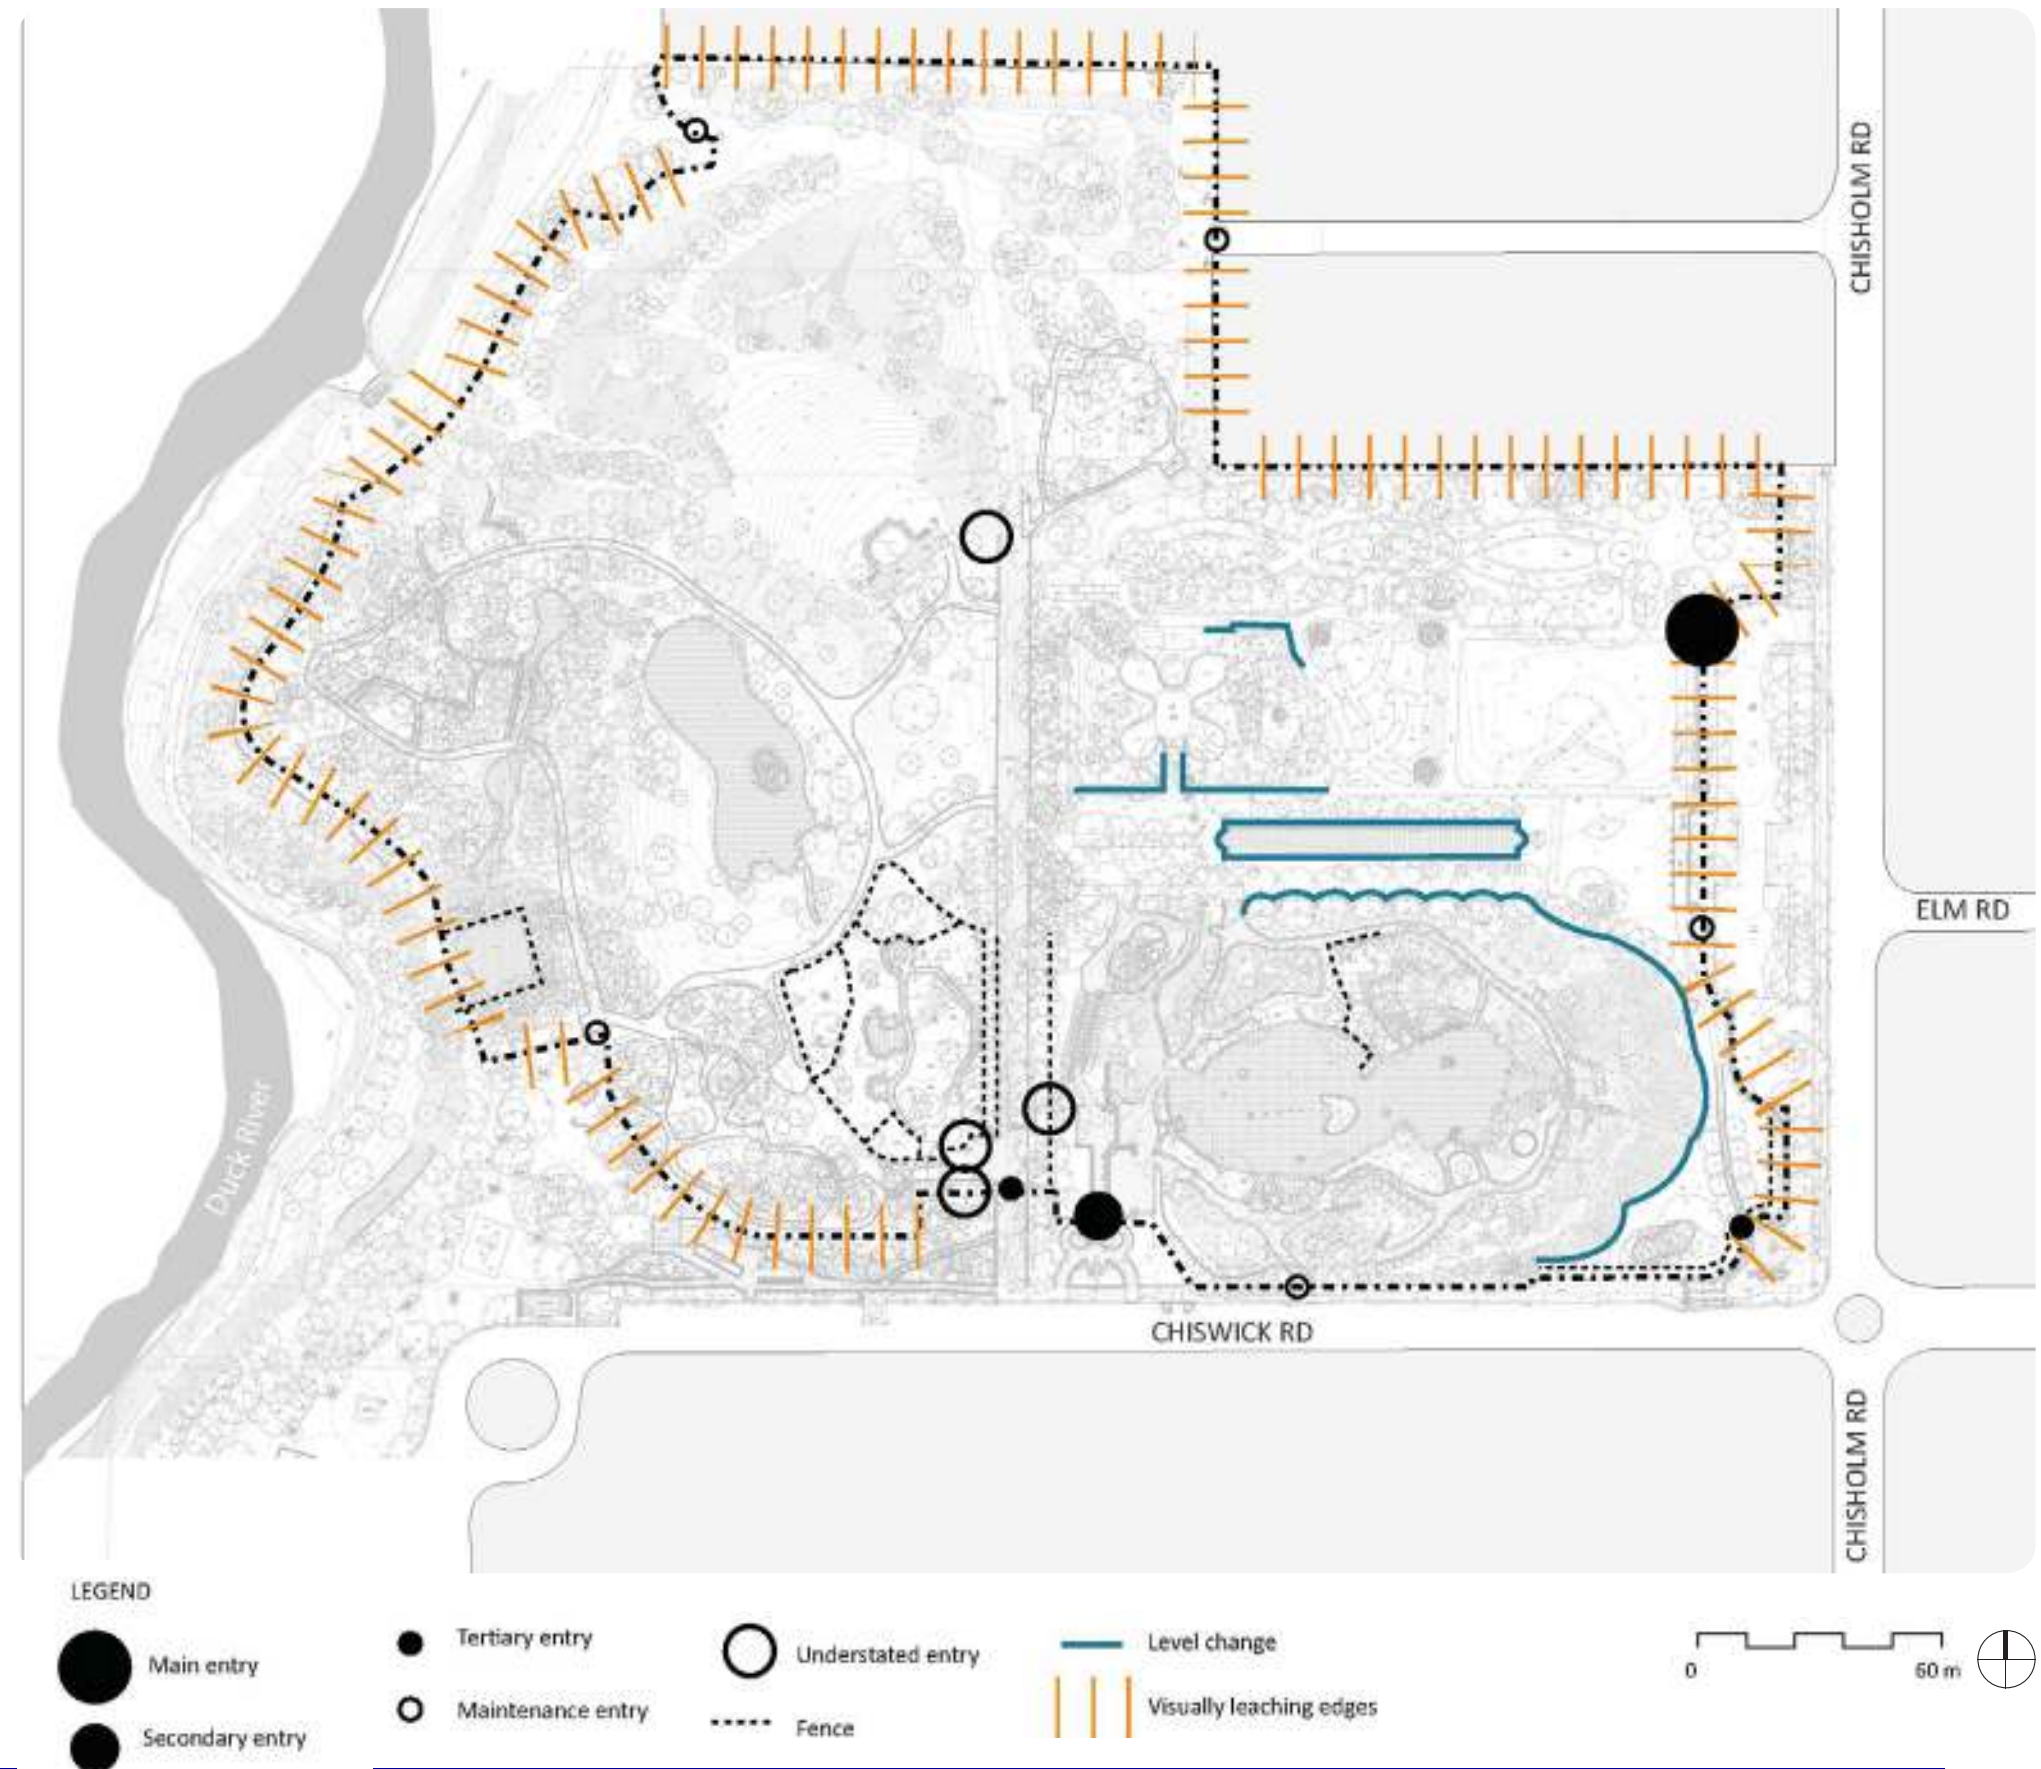 CHISHOLM RD
ELM RD
Duck River
CHISWICK RD
CHISHOLM RD
LEGEND
Main entry
Secondary entry
Tertiary entry
Maintenance entry
Understated entry
Fence
Level change
Visually leaching edges
0 60 m